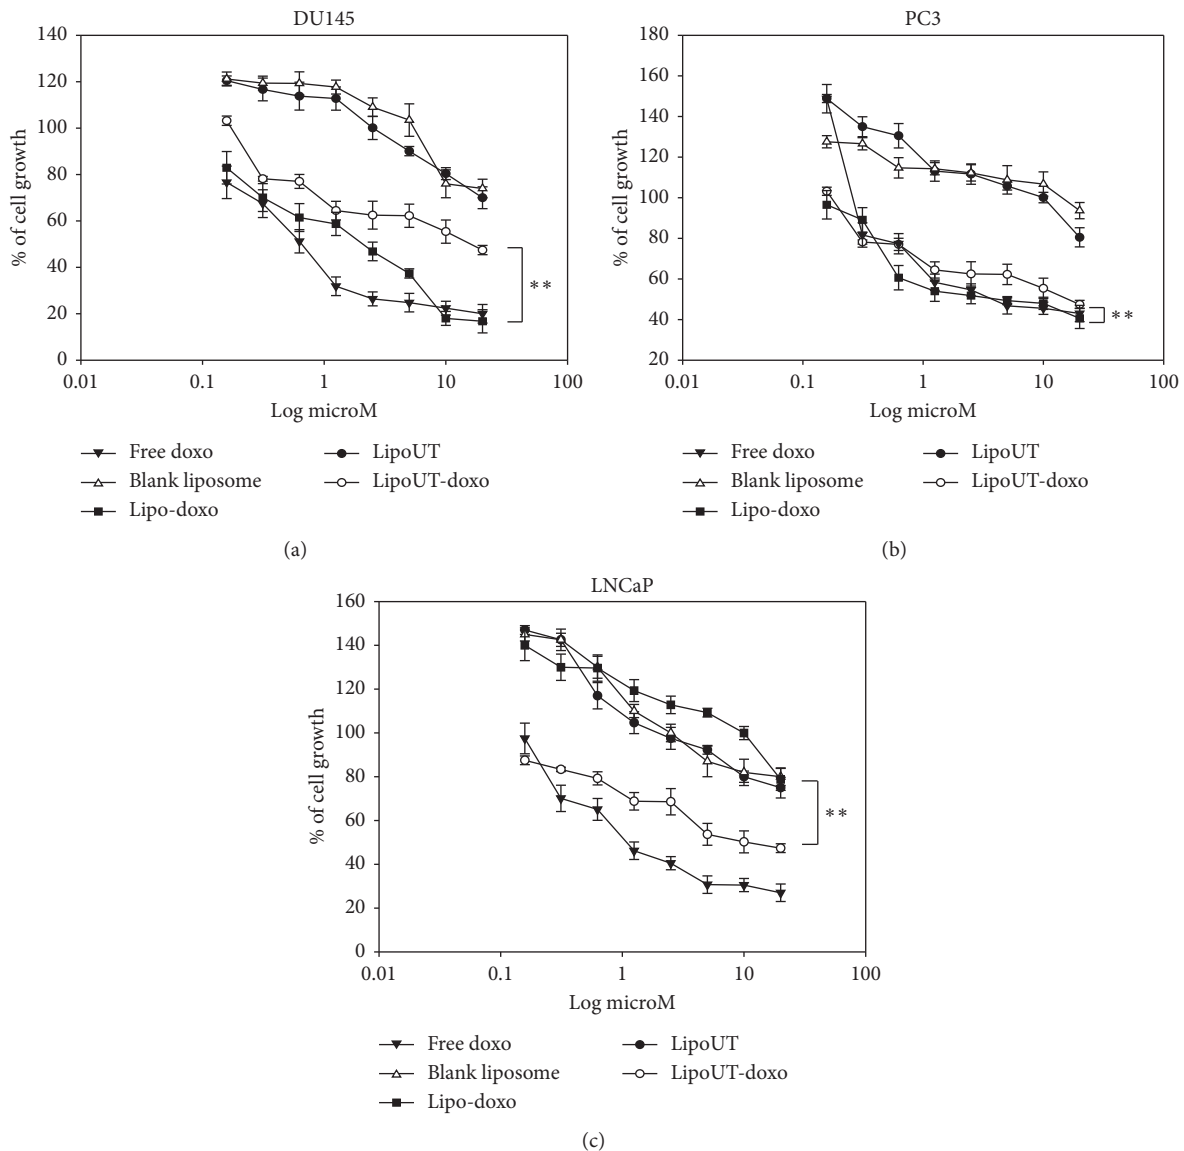 DU145
% of cell growth
140
120
100
80
60
40
20
0
**
0.01 0.1 1 10 100
Log microM
Free doxo LipoUT
Blank liposome LipoUT-doxo
Lipo-doxo
(a)
PC3
% of cell growth
180
160
140
120
100
80
60
40
20
**
0.01 0.1 1 10 100
Log microM
Free doxo LipoUT
Blank liposome LipoUT-doxo
Lipo-doxo
(b)
LNCaP
% of cell growth
160
140
120
100
80
60
40
20
0
**
0.01 0.1 1 10 100
Log microM
Free doxo LipoUT
Blank liposome LipoUT-doxo
Lipo-doxo
(c)